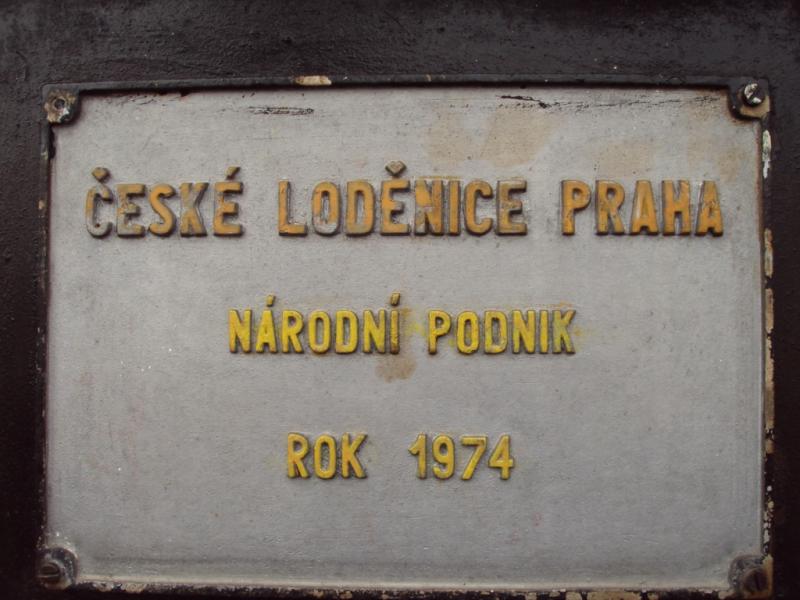 ČESKÉ LODĚNICE PRAHA
NÁRODNÍ PODNIK
ROK 1974